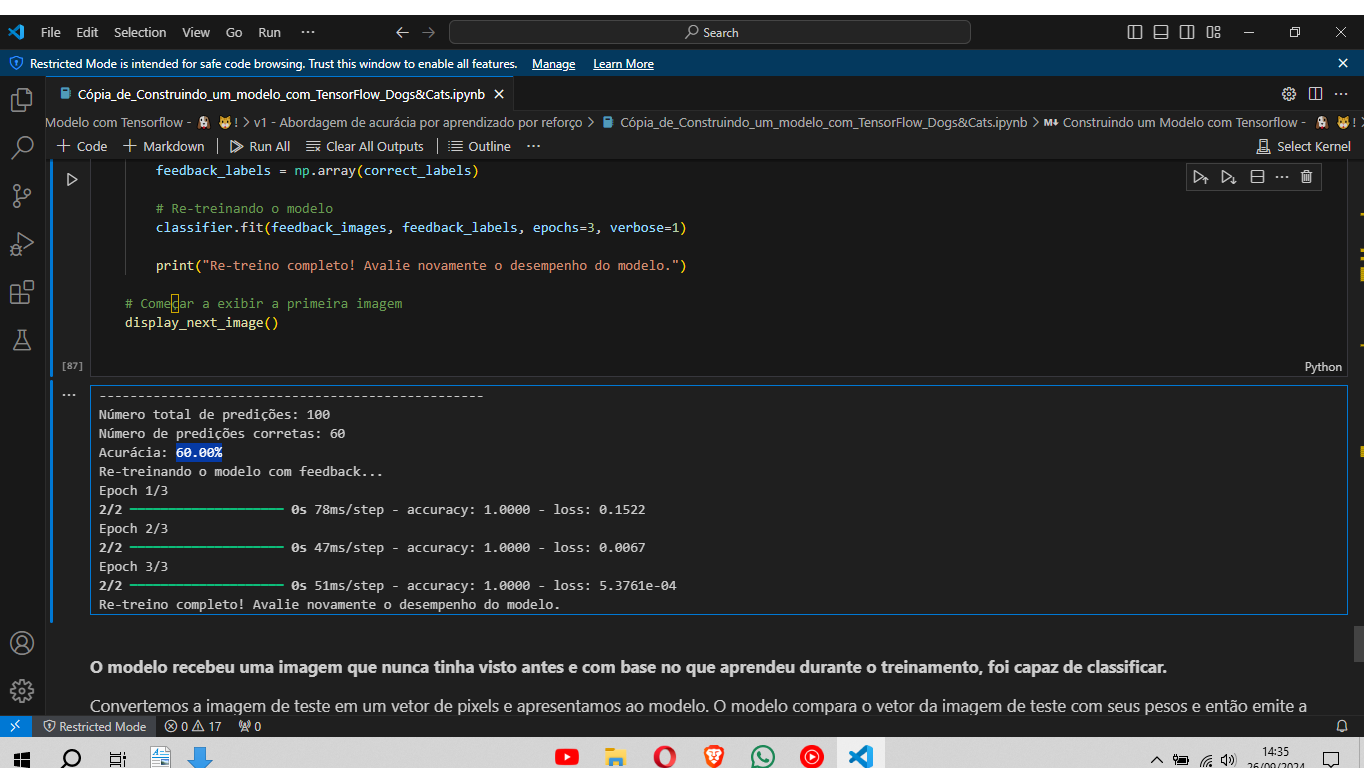 File Edit Selection View Go Run ··· Search
Restricted Mode is intended for safe code browsing. Trust this window to enable all features. Manage Learn More
Cópia_de_Construindo_um_modelo_com_TensorFlow_Dogs&Cats.ipynb
Modelo com Tensorflow - 🐶 🐱! > v1 - Abordagem de acurácia por aprendizado por reforço > Cópia_de_Construindo_um_modelo_com_TensorFlow_Dogs&Cats.ipynb > M↓ Construindo um Modelo com Tensorflow - 🐶 🐱! >
+ Code + Markdown | Run All Clear All Outputs | Outline ··· Select Kernel
feedback_labels = np.array(correct_labels)
# Re-treinando o modelo
classifier.fit(feedback_images, feedback_labels, epochs=3, verbose=1)
print("Re-treino completo! Avalie novamente o desempenho do modelo.")
# Começar a exibir a primeira imagem
display_next_image()
[87] Python
--------------------------------------------------
Número total de predições: 100
Número de predições corretas: 60
Acurácia: 60.00%
Re-treinando o modelo com feedback...
Epoch 1/3
2/2 ━━━━━━━━━━━━━━━━━━━━ 0s 78ms/step - accuracy: 1.0000 - loss: 0.1522
Epoch 2/3
2/2 ━━━━━━━━━━━━━━━━━━━━ 0s 47ms/step - accuracy: 1.0000 - loss: 0.0067
Epoch 3/3
2/2 ━━━━━━━━━━━━━━━━━━━━ 0s 51ms/step - accuracy: 1.0000 - loss: 5.3761e-04
Re-treino completo! Avalie novamente o desempenho do modelo.
O modelo recebeu uma imagem que nunca tinha visto antes e com base no que aprendeu durante o treinamento, foi capaz de classificar.
Convertemos a imagem de teste em um vetor de pixels e apresentamos ao modelo. O modelo compara o vetor da imagem de teste com seus pesos e então emite a
Restricted Mode 0 17 0
14:35
26/09/2024